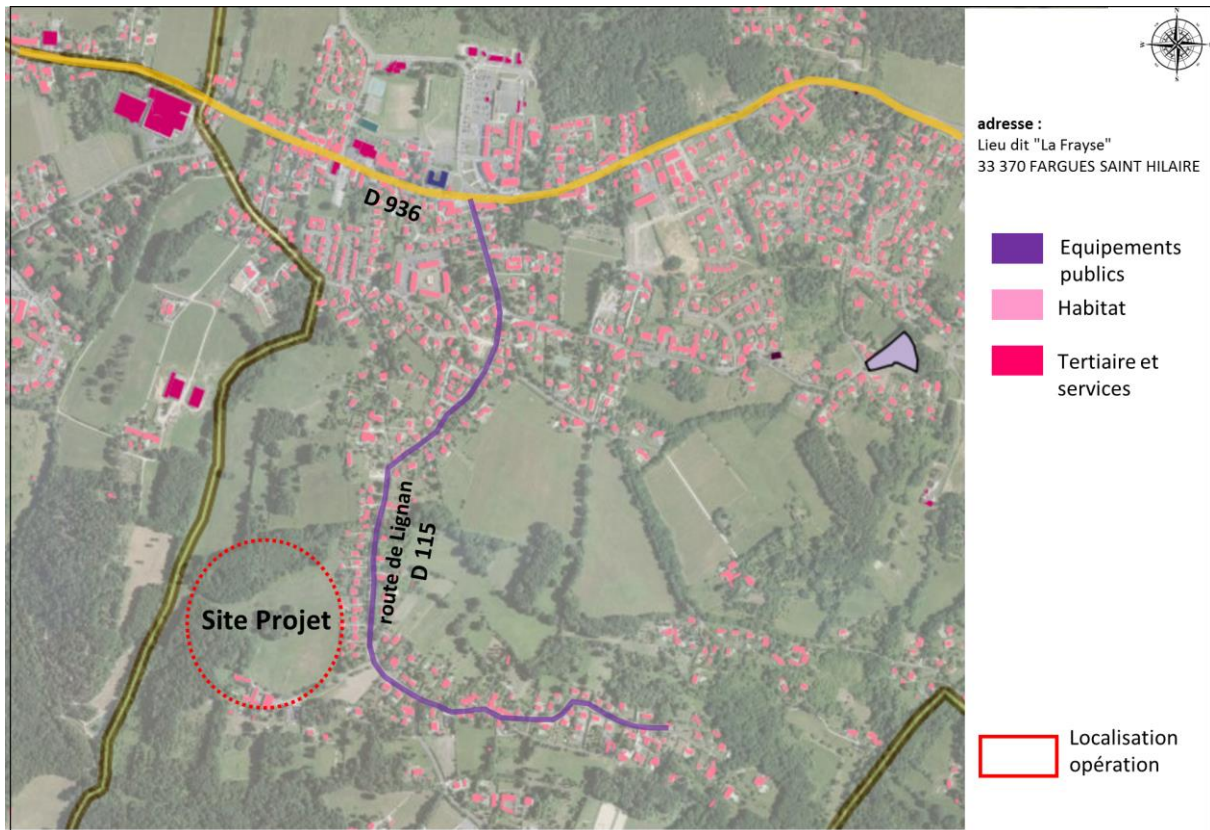 N
adresse :
Lieu dit "La Frayse"
33 370 FARGUES SAINT HILAIRE
D 936
Equipements
publics
Habitat
Tertiaire et
services
route de Lignan
D 115
Site Projet
Localisation
opération